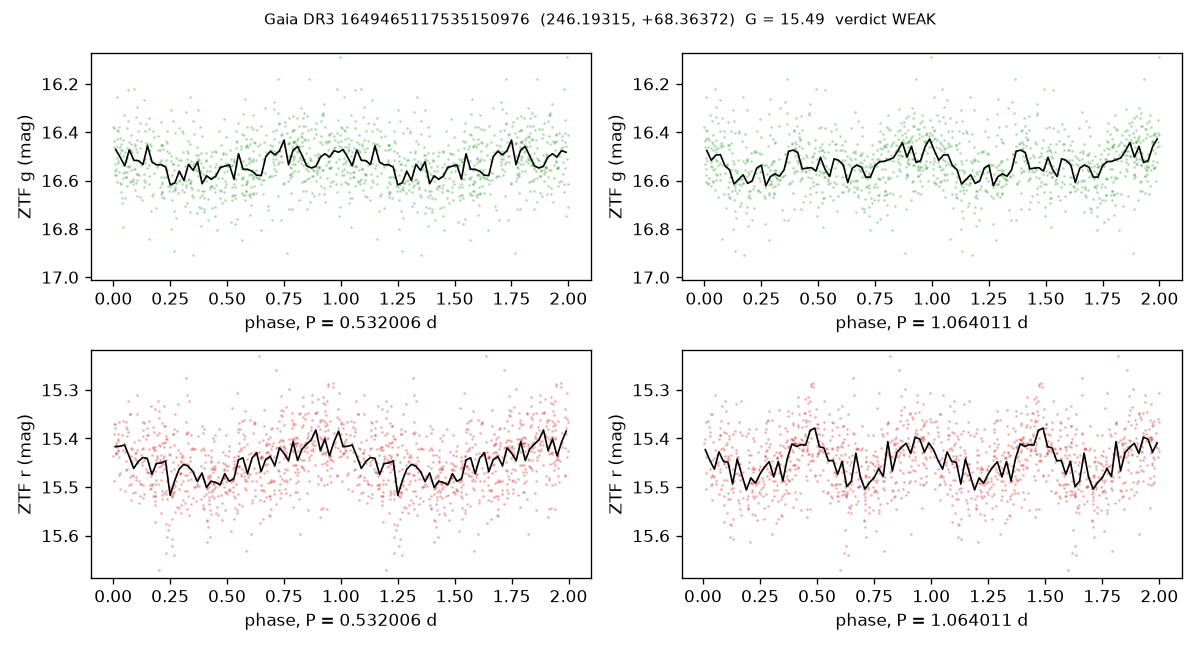 Gaia DR3 1649465117535150976  (246.19315, +68.36372)  G = 15.49  verdict WEAK
ZTF g (mag)
16.2
16.4
16.6
16.8
17.0
0.00 0.25 0.50 0.75 1.00 1.25 1.50 1.75 2.00
phase, P = 0.532006 d
ZTF g (mag)
16.2
16.4
16.6
16.8
17.0
0.00 0.25 0.50 0.75 1.00 1.25 1.50 1.75 2.00
phase, P = 1.064011 d
ZTF r (mag)
15.3
15.4
15.5
15.6
0.00 0.25 0.50 0.75 1.00 1.25 1.50 1.75 2.00
phase, P = 0.532006 d
ZTF r (mag)
15.3
15.4
15.5
15.6
0.00 0.25 0.50 0.75 1.00 1.25 1.50 1.75 2.00
phase, P = 1.064011 d